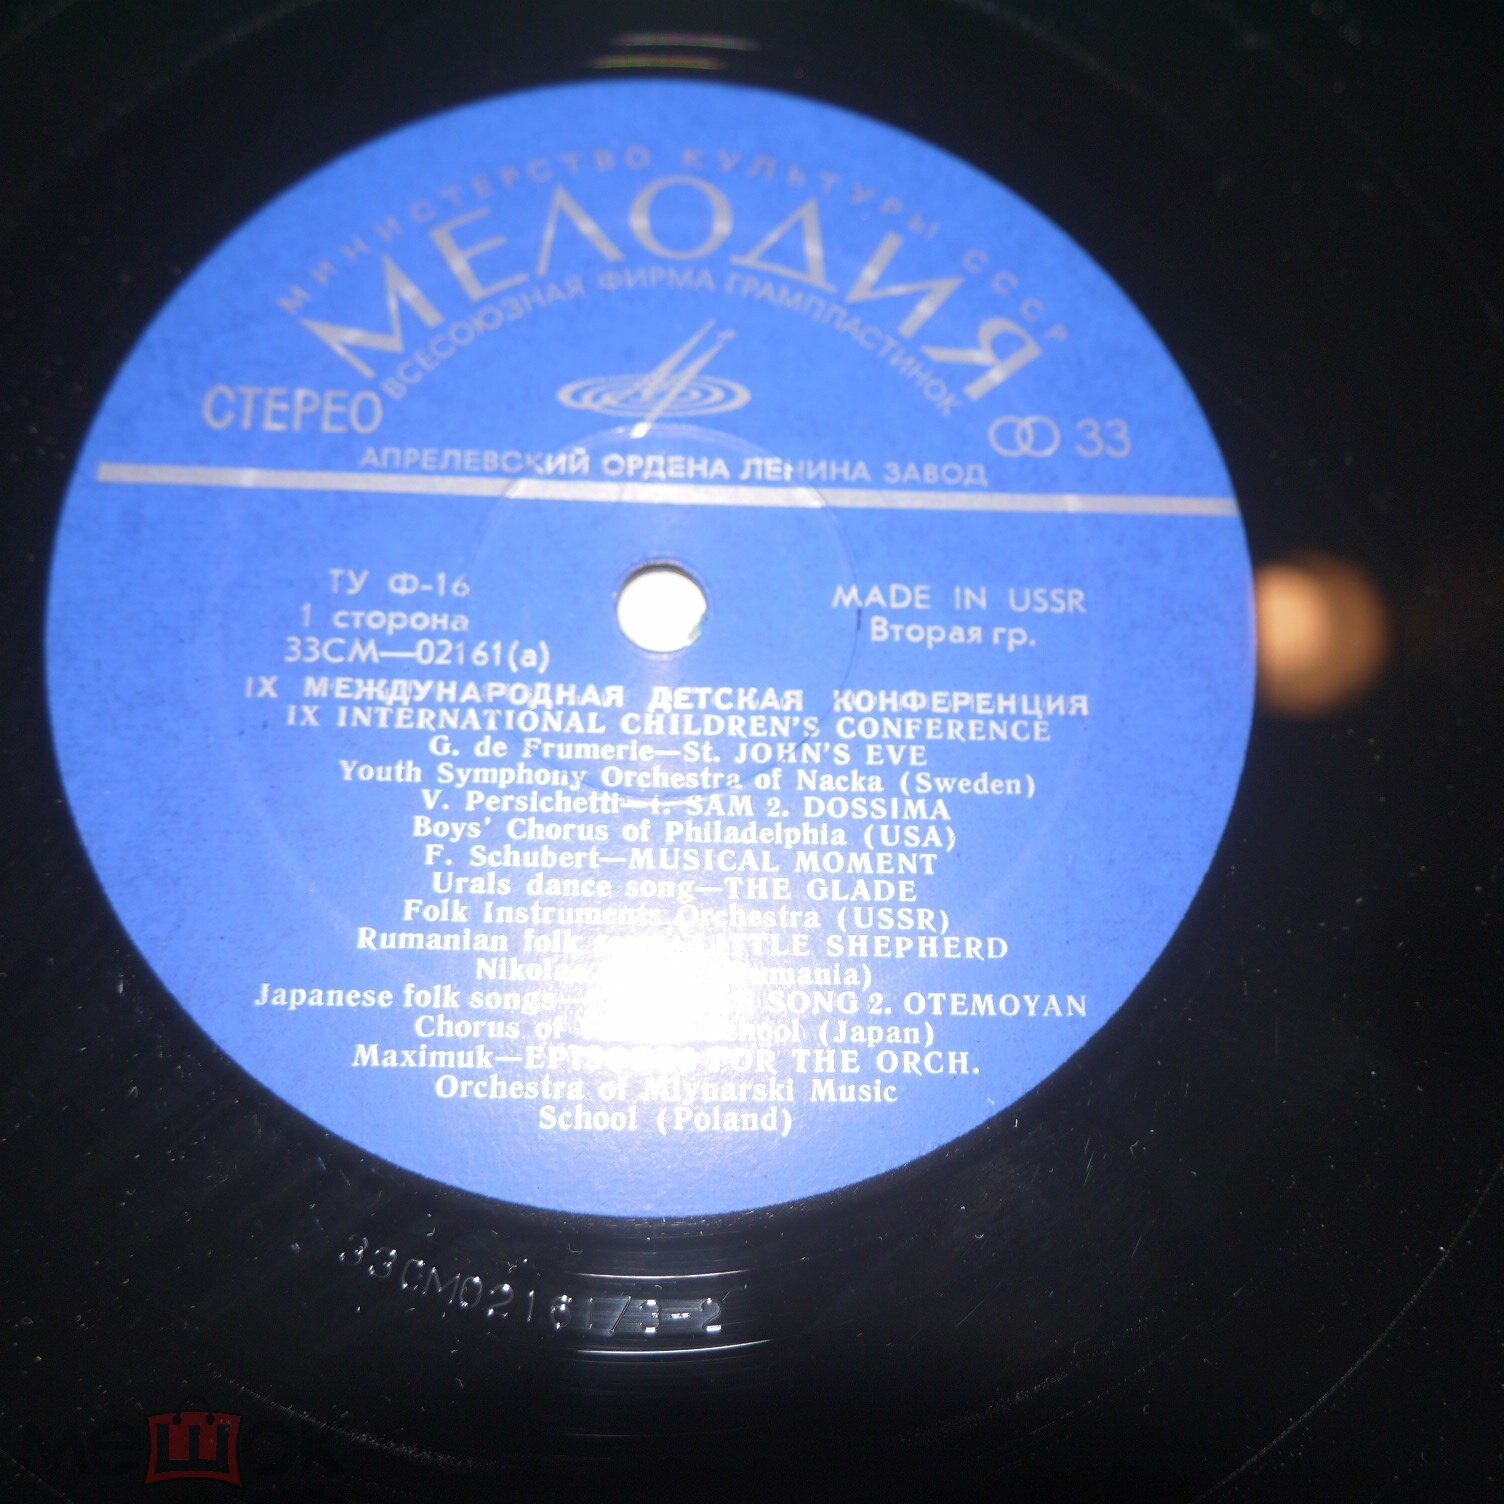 МИНИСТЕРСТВО КУЛЬТУРЫ СССР
МЕЛОДИЯ
ВСЕСОЮЗНАЯ ФИРМА ГРАМПЛАСТИНОК
СТЕРЕО
33
АПРЕЛЕВСКИЙ ОРДЕНА ЛЕНИНА ЗАВОД
ТУ Ф-16
MADE IN USSR
1 сторона
Вторая гр.
33СМ—02161(а)
IX МЕЖДУНАРОДНАЯ ДЕТСКАЯ КОНФЕРЕНЦИЯ
IX INTERNATIONAL CHILDREN'S CONFERENCE
G. de Frumerie—St. JOHN'S EVE
Youth Symphony Orchestra of Nacka (Sweden)
V. Persichetti—1. SAM 2. DOSSIMA
Boys' Chorus of Philadelphia (USA)
F. Schubert—MUSICAL MOMENT
Urals dance song—THE GLADE
Folk Instruments Orchestra (USSR)
Rumanian folk SHEPHERD
Japanese folk songs— SONG 2. OTEMOYAN
Chorus of (Japan)
Maximuk— FOR THE ORCH.
Orchestra of Mlynarski Music
School (Poland)
33СМ02161/3-2
мешок